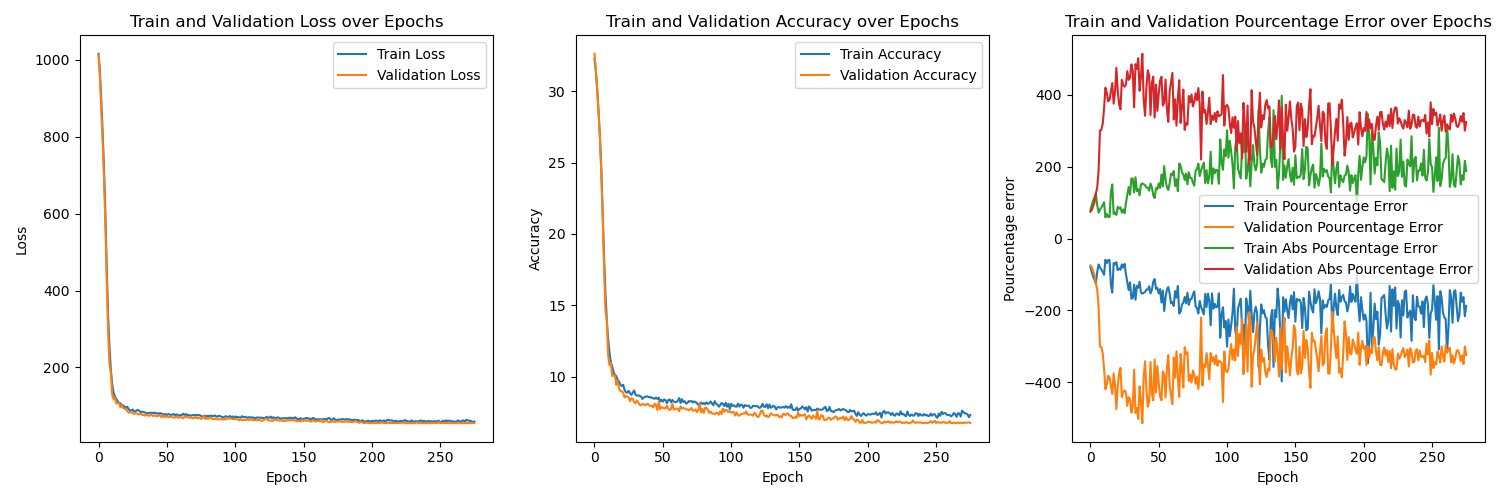 Train and Validation Loss over Epochs
Loss
1000
800
600
400
200
0
50
100
150
200
250
Epoch
Train Loss
Validation Loss
Train and Validation Accuracy over Epochs
Accuracy
30
25
20
15
10
0
50
100
150
200
250
Epoch
Train Accuracy
Validation Accuracy
Train and Validation Pourcentage Error over Epochs
Pourcentage error
400
200
0
−200
−400
0
50
100
150
200
250
Epoch
Train Pourcentage Error
Validation Pourcentage Error
Train Abs Pourcentage Error
Validation Abs Pourcentage Error